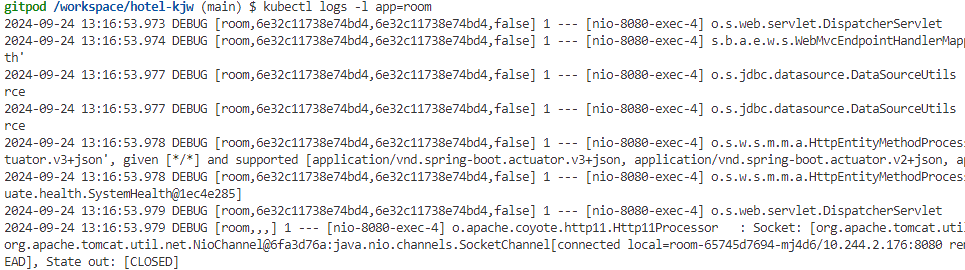 gitpod /workspace/hotel-kjw (main) $ kubectl logs -l app=room
2024-09-24 13:16:53.973 DEBUG [room,6e32c11738e74bd4,6e32c11738e74bd4,false] 1 --- [nio-8080-exec-4] o.s.web.servlet.DispatcherServlet
2024-09-24 13:16:53.974 DEBUG [room,6e32c11738e74bd4,6e32c11738e74bd4,false] 1 --- [nio-8080-exec-4] s.b.a.e.w.s.WebMvcEndpointHandlerMapp
th'
2024-09-24 13:16:53.977 DEBUG [room,6e32c11738e74bd4,6e32c11738e74bd4,false] 1 --- [nio-8080-exec-4] o.s.jdbc.datasource.DataSourceUtils
rce
2024-09-24 13:16:53.977 DEBUG [room,6e32c11738e74bd4,6e32c11738e74bd4,false] 1 --- [nio-8080-exec-4] o.s.jdbc.datasource.DataSourceUtils
rce
2024-09-24 13:16:53.978 DEBUG [room,6e32c11738e74bd4,6e32c11738e74bd4,false] 1 --- [nio-8080-exec-4] o.s.w.s.m.m.a.HttpEntityMethodProcess
tuator.v3+json', given [*/*] and supported [application/vnd.spring-boot.actuator.v3+json, application/vnd.spring-boot.actuator.v2+json, ap
2024-09-24 13:16:53.978 DEBUG [room,6e32c11738e74bd4,6e32c11738e74bd4,false] 1 --- [nio-8080-exec-4] o.s.w.s.m.m.a.HttpEntityMethodProcess
uate.health.SystemHealth@1ec4e285]
2024-09-24 13:16:53.979 DEBUG [room,6e32c11738e74bd4,6e32c11738e74bd4,false] 1 --- [nio-8080-exec-4] o.s.web.servlet.DispatcherServlet
2024-09-24 13:16:53.979 DEBUG [room,,,] 1 --- [nio-8080-exec-4] o.apache.coyote.http11.Http11Processor   : Socket: [org.apache.tomcat.util
org.apache.tomcat.util.net.NioChannel@6fa3d76a:java.nio.channels.SocketChannel[connected local=room-65745d7694-mj4d6/10.244.2.176:8080 rem
EAD], State out: [CLOSED]